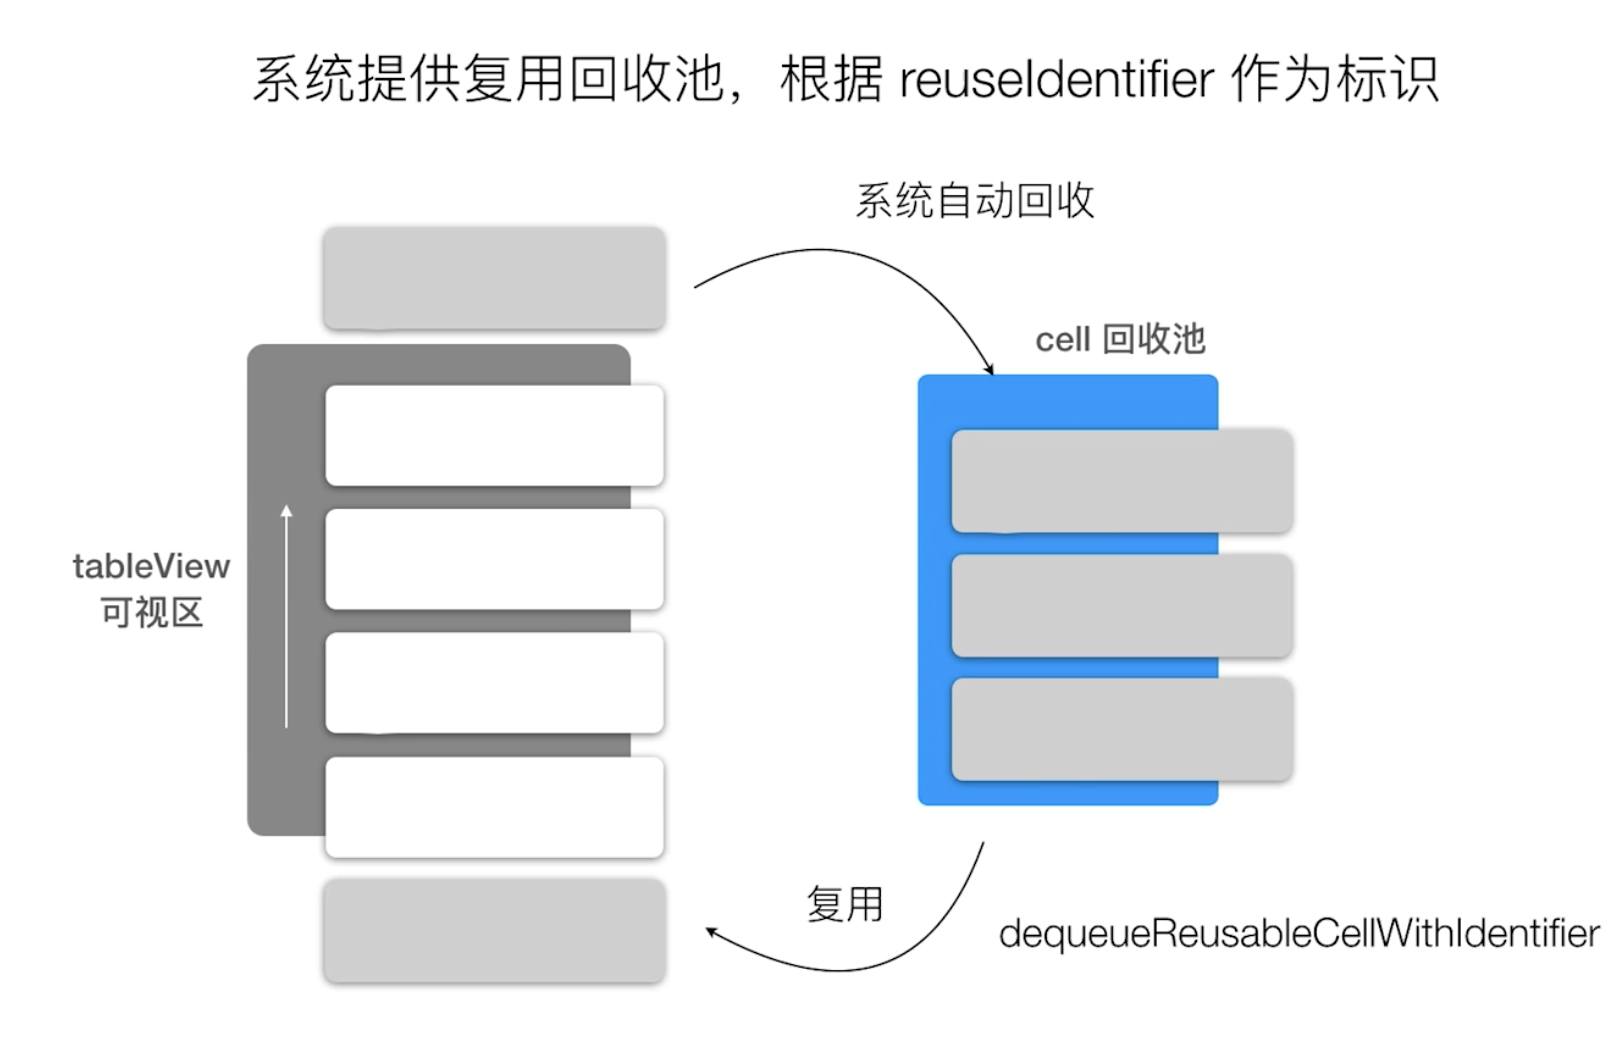 系统提供复用回收池，根据 reuseIdentifier 作为标识
系统自动回收
cell 回收池
tableView
可视区
复用
dequeueReusableCellWithIdentifier